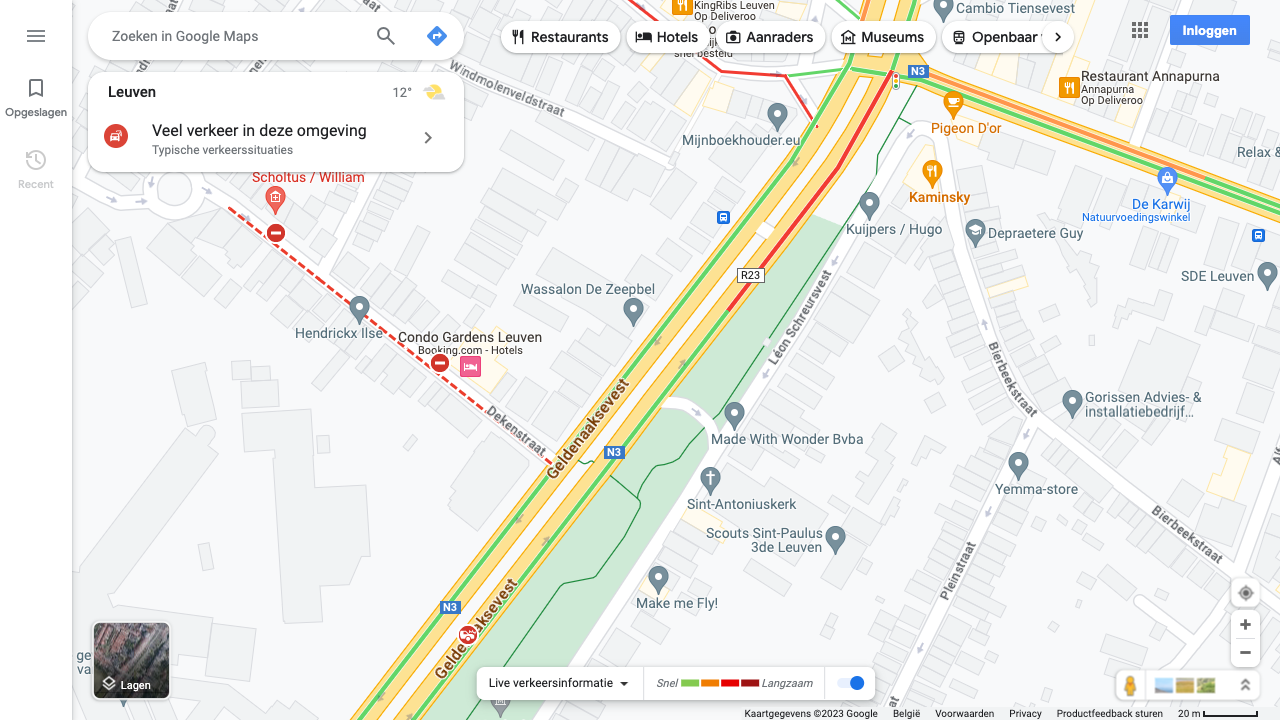 Zoeken in Google Maps
Restaurants
Hotels
Aanraders
Museums
Openbaar
Inloggen
Opgeslagen
Recent
Leuven
12°
Veel verkeer in deze omgeving
Typische verkeerssituaties
KingRibs Leuven
Op Deliveroo
snel besteld
Cambio Tiensevest
N3
Restaurant Annapurna
Annapurna
Op Deliveroo
Windmolenveldstraat
Mijnboekhouder.eu
Pigeon D'or
Relax &
Scholtus / William
Kaminsky
De Karwij
Natuurvoedingswinkel
Kuijpers / Hugo
Depraetere Guy
R23
SDE Leuven
Wassalon De Zeepbel
Hendrickx Ilse
Condo Gardens Leuven
Booking.com - Hotels
Léon Schreursvest
Bierbeekstraat
Dekenstraat
Geldenaaksevest
N3
Gorissen Advies- &
installatiebedrijf...
Made With Wonder Bvba
Sint-Antoniuskerk
Yemma-store
Scouts Sint-Paulus
3de Leuven
Bierbeekstraat
Pleinstraat
Make me Fly!
N3
Geldenaaksevest
Lagen
Live verkeersinformatie
Snel
Langzaam
Kaartgegevens ©2023 Google
België
Voorwaarden
Privacy
Productfeedback sturen
20 m